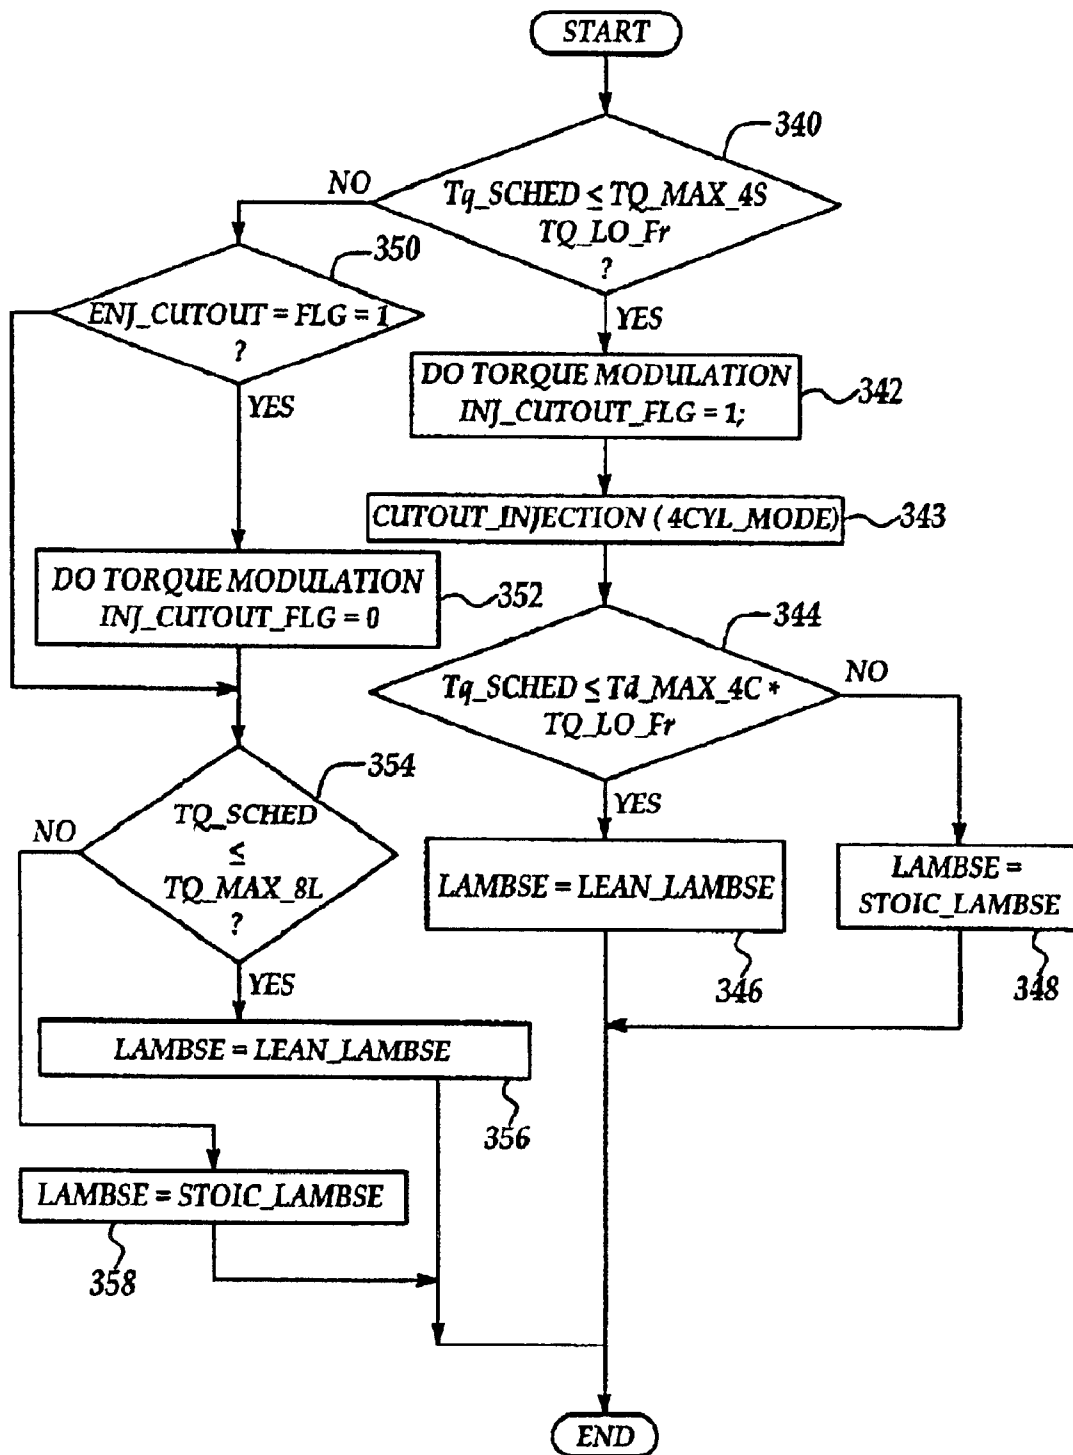 START
340
Tq_SCHED ≤ TQ_MAX_4S
TQ_LO_Fr
?
NO
YES
350
ENJ_CUTOUT = FLG = 1
?
YES
DO TORQUE MODULATION
INJ_CUTOUT_FLG = 1;
342
CUTOUT_INJECTION ( 4CYL_MODE)
343
DO TORQUE MODULATION
INJ_CUTOUT_FLG = 0
352
344
Tq_SCHED ≤ Td_MAX_4C *
TQ_LO_Fr
NO
YES
354
TQ_SCHED
≤
TQ_MAX_8L
?
NO
YES
LAMBSE = LEAN_LAMBSE
346
LAMBSE =
STOIC_LAMBSE
348
LAMBSE = LEAN_LAMBSE
356
LAMBSE = STOIC_LAMBSE
358
END